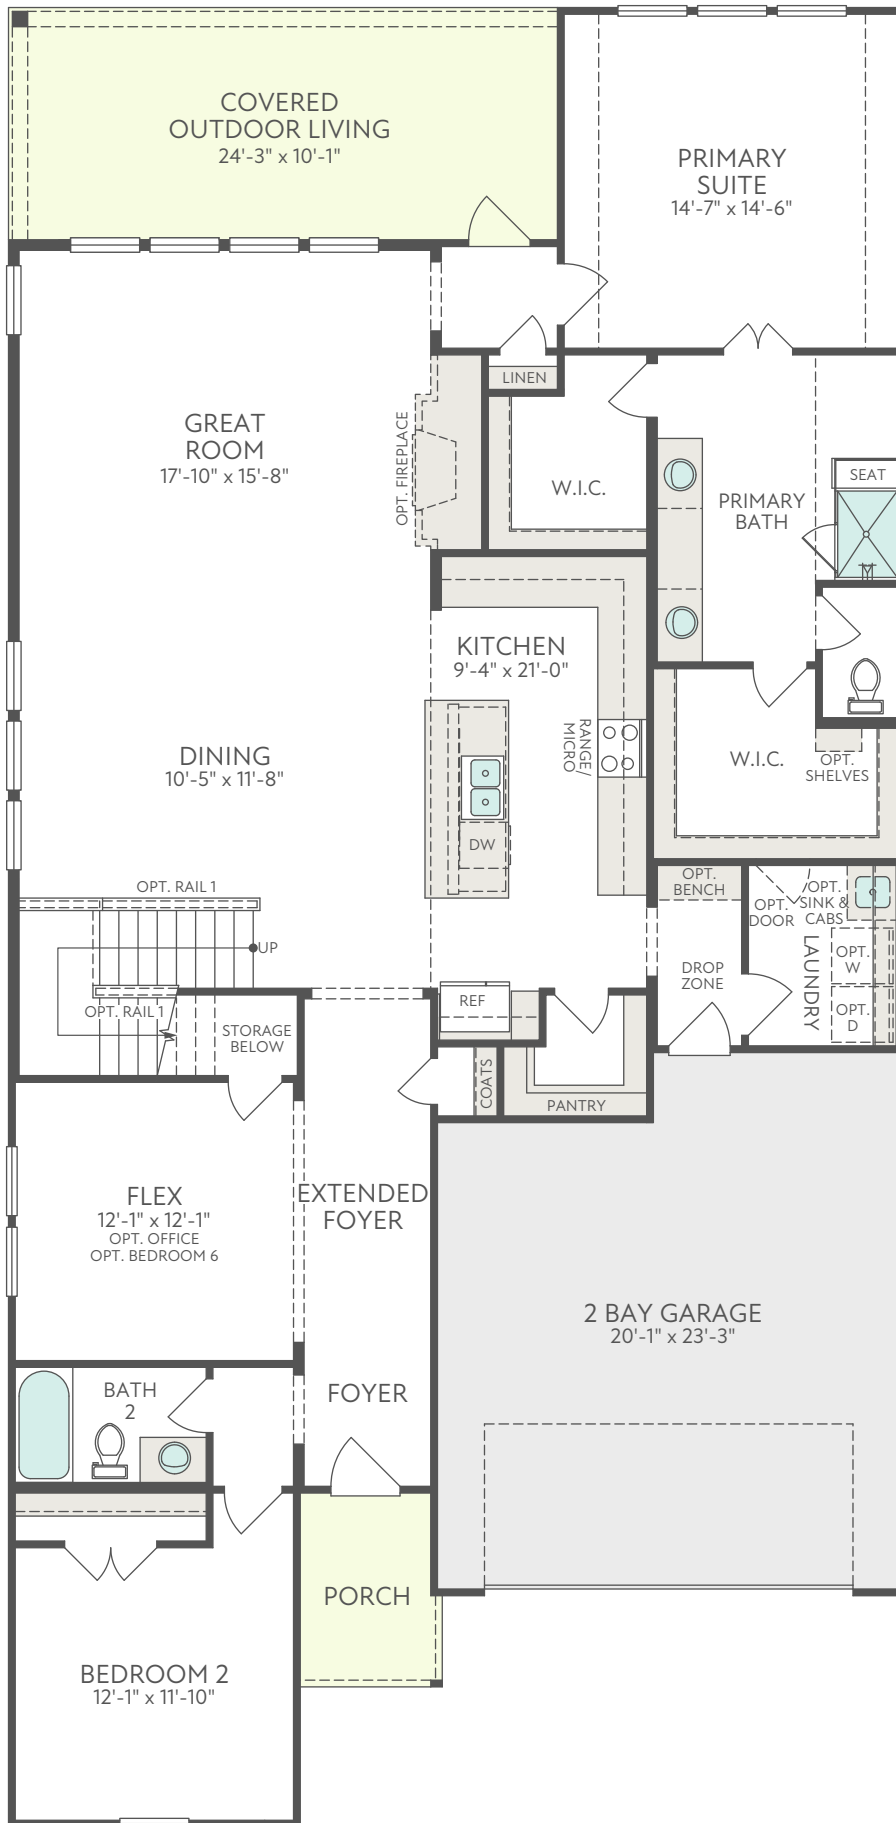 COVERED
OUTDOOR LIVING
24'-3" x 10'-1"
PRIMARY
SUITE
14'-7" x 14'-6"
LINEN
GREAT
ROOM
17'-10" x 15'-8"
OPT. FIREPLACE
W.I.C.
SEAT
PRIMARY
BATH
KITCHEN
9'-4" x 21'-0"
RANGE/
MICRO
DINING
10'-5" x 11'-8"
W.I.C.
OPT.
SHELVES
DW
OPT. RAIL 1
UP
OPT.
BENCH
OPT.
DOOR
OPT.
SINK &
CABS
LAUNDRY
OPT.
W
DROP
ZONE
OPT.
D
REF
OPT. RAIL 1
STORAGE
BELOW
COATS
PANTRY
FLEX
12'-1" x 12'-1"
OPT. OFFICE
OPT. BEDROOM 6
EXTENDED
FOYER
2 BAY GARAGE
20'-1" x 23'-3"
BATH
2
FOYER
PORCH
BEDROOM 2
12'-1" x 11'-10"